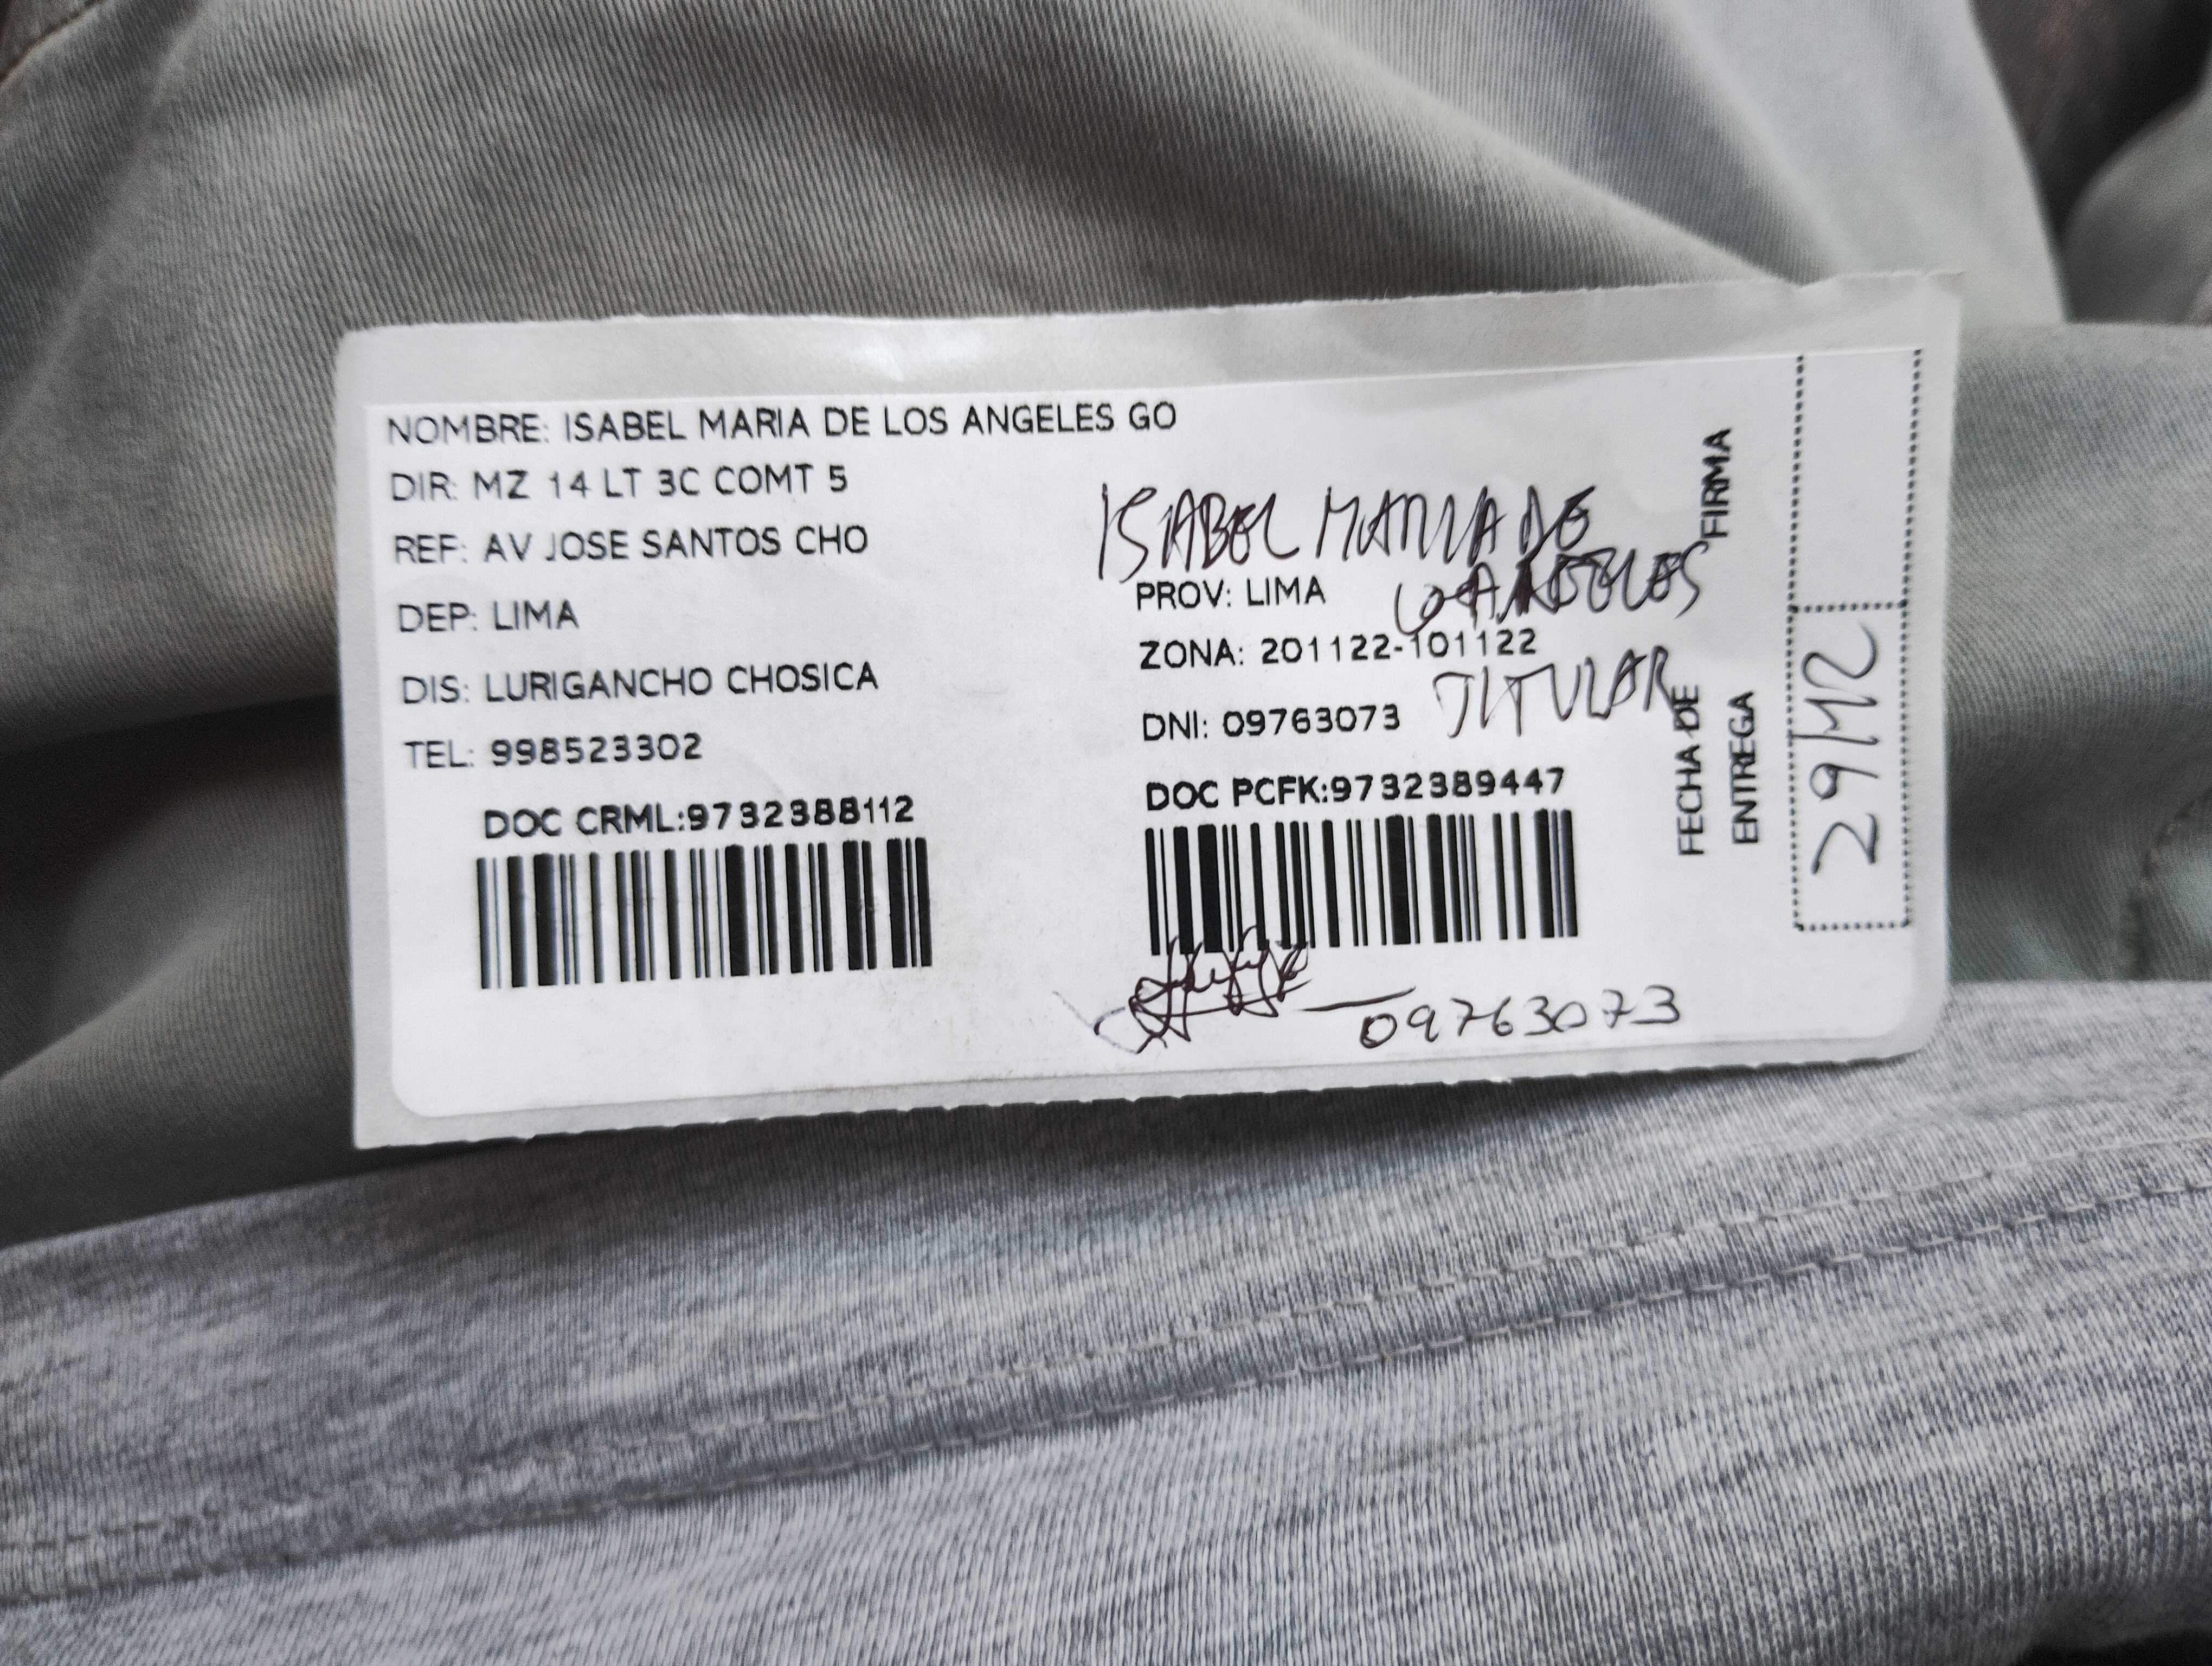 NOMBRE: ISABEL MARIA DE LOS ANGELES GO
DIR: MZ 14 LT 3C COMT 5
REF: AV JOSE SANTOS CHO
DEP: LIMA
DIS: LURIGANCHO CHOSICA
TEL: 998523302
DOC CRML:9732388112
ISABEL MARIA DE
LOS ANGELES
PROV: LIMA
ZONA: 201122-101122
TITULAR
DNI: 09763073
DOC PCFK:9732389447
09763073
FIRMA
FECHA DE
ENTREGA